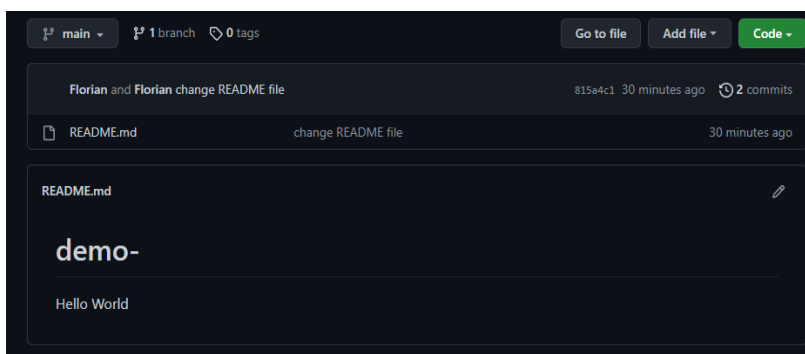 main 1 branch 0 tags Go to file Add file Code
Florian and Florian change README file 815a4c1 30 minutes ago 2 commits
README.md change README file 30 minutes ago
README.md
demo-
Hello World